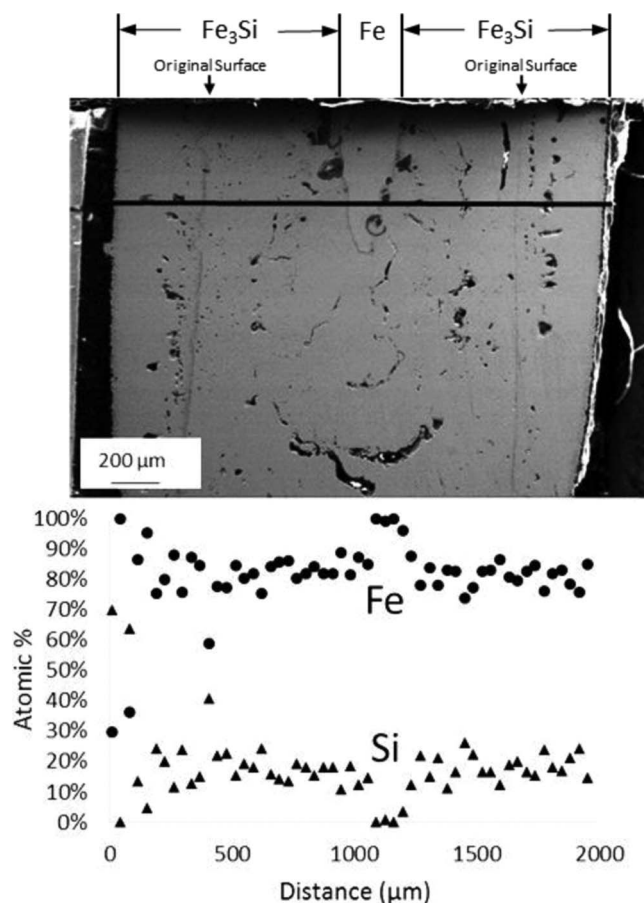 Fe₃Si Fe Fe₃Si
Original Surface Original Surface
200 µm
100%
90%
80%
70%
60%
50%
40%
30%
20%
10%
0%
Atomic %
Fe
Si
0 500 1000 1500 2000
Distance (µm)